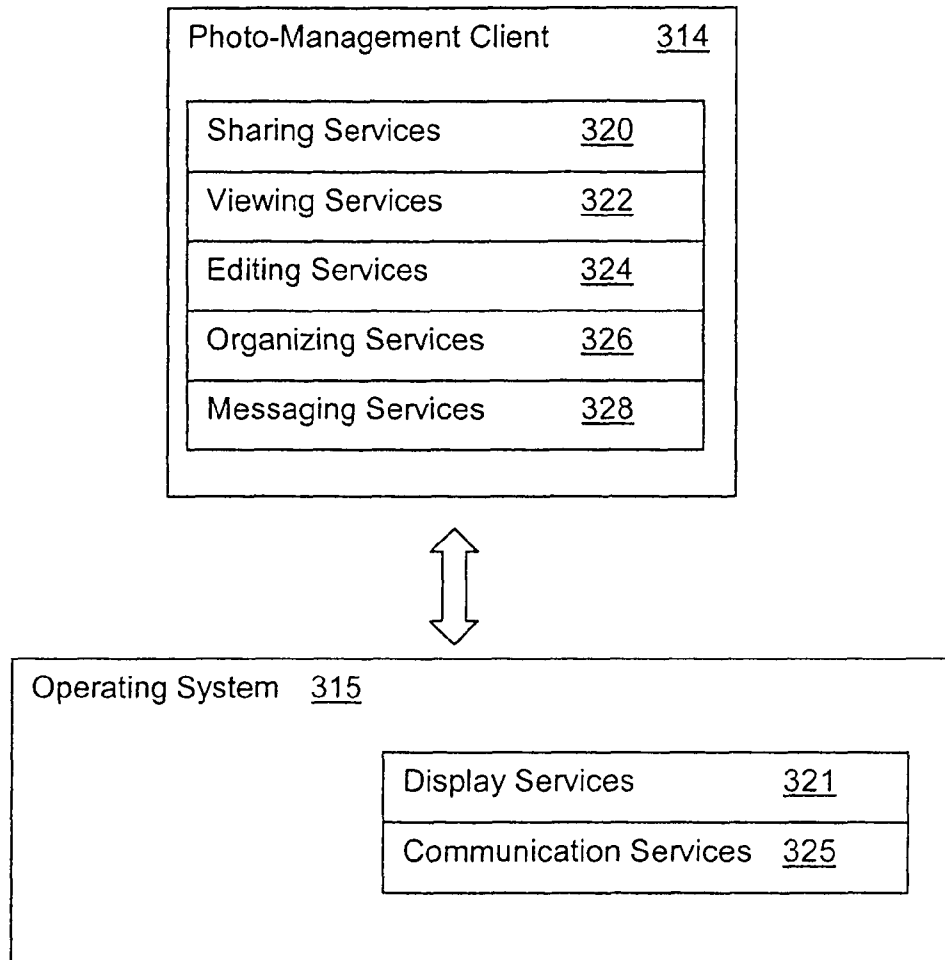 Photo-Management Client 314
Sharing Services 320
Viewing Services 322
Editing Services 324
Organizing Services 326
Messaging Services 328
Operating System 315
Display Services 321
Communication Services 325